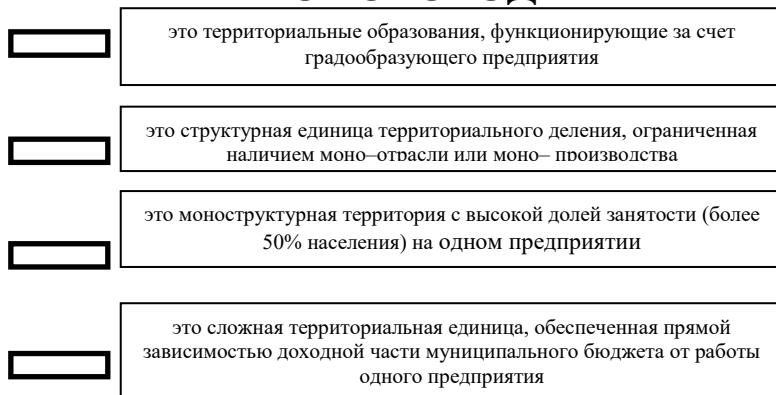 это территориальные образования, функционирующие за счет
градообразующего предприятия
это структурная единица территориального деления, ограниченная
наличием моно–отрасли или моно– производства
это моноструктурная территория с высокой долей занятости (более
50% населения) на одном предприятии
это сложная территориальная единица, обеспеченная прямой
зависимостью доходной части муниципального бюджета от работы
одного предприятия